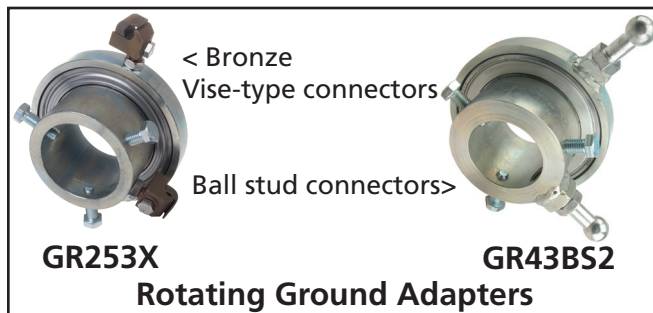 < Bronze
Vise-type connectors
Ball stud connectors>
GR253X
GR43BS2
Rotating Ground Adapters